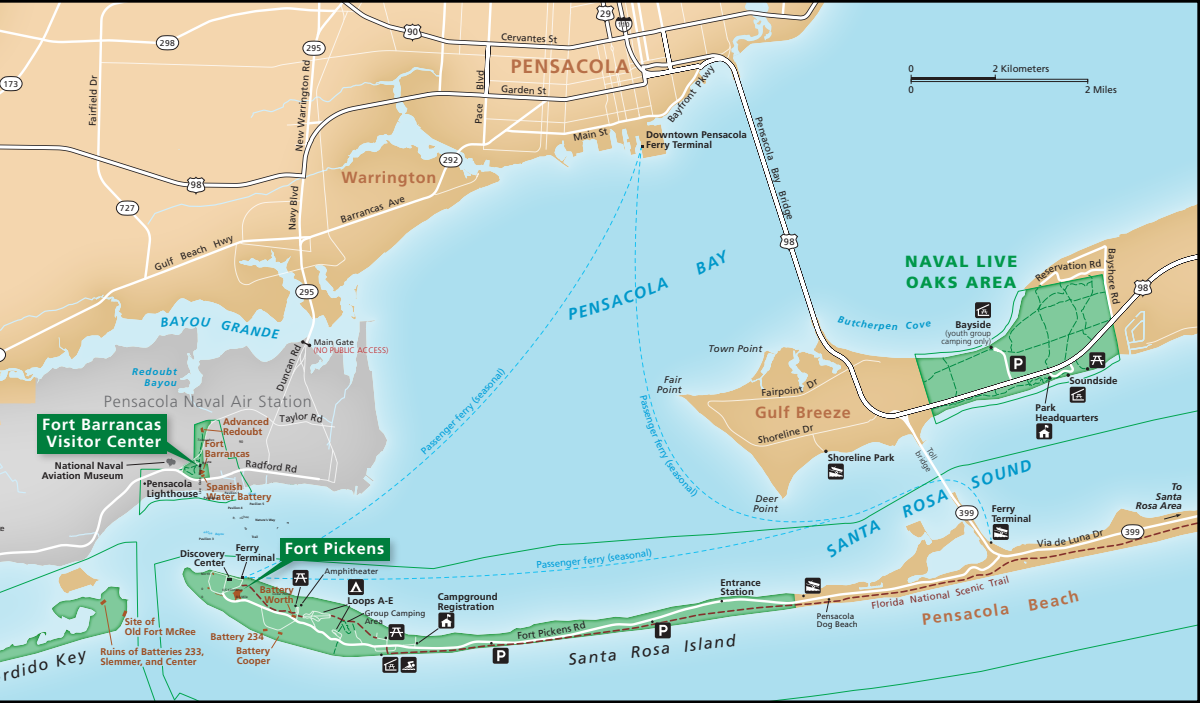 29
110
90
298
295
Cervantes St
PENSACOLA
0
2 Kilometers
0
2 Miles
173
Fairfield Dr
New Warrington Rd
Pace Blvd
Garden St
Bayfront Pkwy
Main St
Downtown Pensacola
Ferry Terminal
Pensacola Bay Bridge
292
Warrington
98
727
Navy Blvd
Barrancas Ave
Gulf Beach Hwy
98
295
PENSACOLA BAY
NAVAL LIVE
OAKS AREA
Reservation Rd
Bayshore Rd
98
Bayside
(youth group
camping only)
Butcherpen Cove
BAYOU GRANDE
Main Gate
(NO PUBLIC ACCESS)
Duncan Rd
Redoubt
Bayou
Pensacola Naval Air Station
Taylor Rd
Town Point
Fair
Point
Fairpoint Dr
Gulf Breeze
Shoreline Dr
P
Soundside
Park
Headquarters
Passenger ferry (seasonal)
Passenger ferry (seasonal)
Fort Barrancas
Visitor Center
Advanced
Redoubt
Fort
Barrancas
National Naval
Aviation Museum
Radford Rd
Pensacola
Lighthouse
Spanish
Water Battery
Shoreline Park
Deer
Point
Toll
bridge
SANTA ROSA SOUND
399
Ferry
Terminal
To
Santa
Rosa Area
Via de Luna Dr
399
Discovery
Center
Ferry
Terminal
Fort Pickens
Amphitheater
Passenger ferry (seasonal)
Battery
Worth
Loops A-E
Group Camping
Area
Campground
Registration
Entrance
Station
Pensacola
Dog Beach
Florida National Scenic Trail
Pensacola Beach
Site of
Old Fort McRee
Ruins of Batteries 233,
Slemmer, and Center
Battery 234
Battery
Cooper
Fort Pickens Rd
P
P
Santa Rosa Island
rdido Key